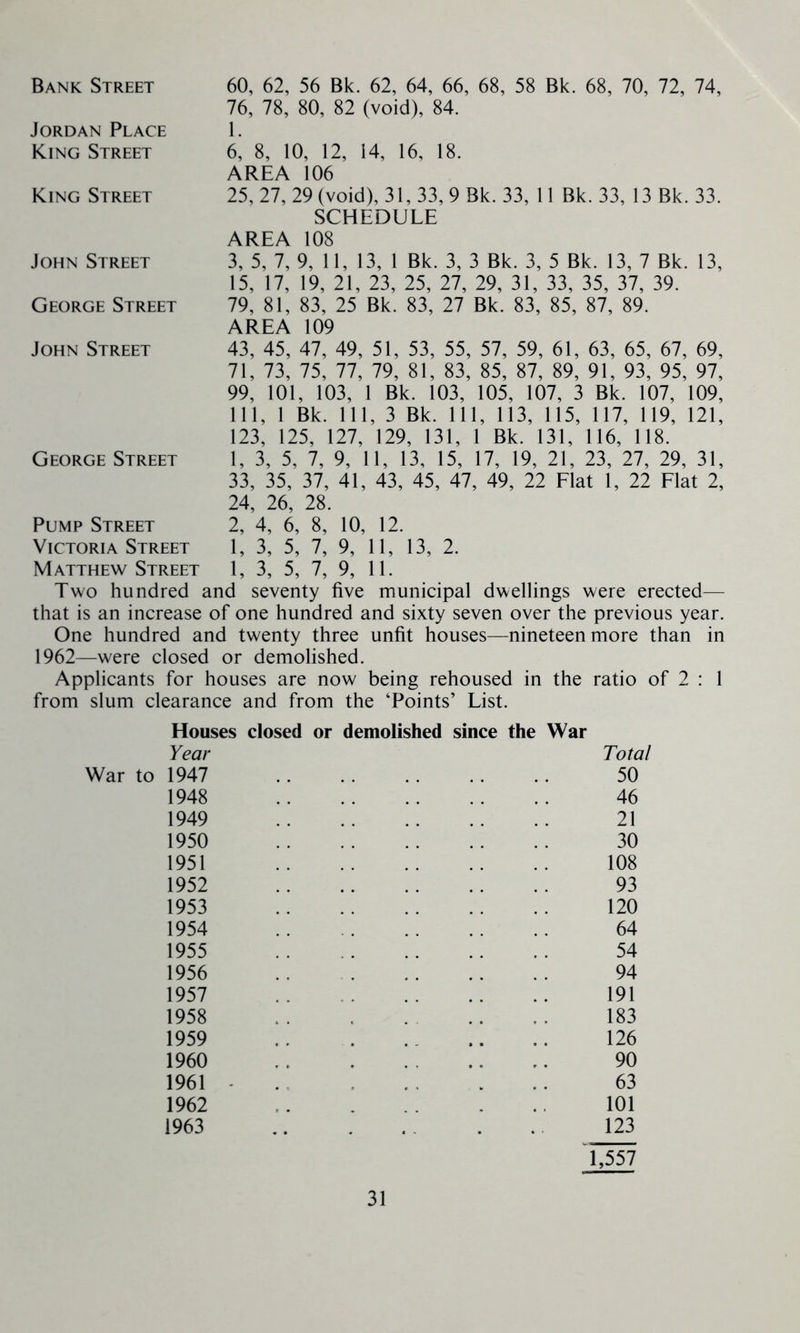 BANK STREET 60, 62, 56 Bk. 62, 64, 66, 68, 58 Bk. 68, 70, 72, 74,
76, 78, 80, 82 (void), 84.
JORDAN PLACE 1.
KING STREET 6, 8, 10, 12, 14, 16, 18.
AREA 106
KING STREET 25, 27, 29 (void), 31, 33, 9 Bk. 33, 11 Bk. 33, 13 Bk. 33.
SCHEDULE
AREA 108
JOHN STREET 3, 5, 7, 9, 11, 13, 1 Bk. 3, 3 Bk. 3, 5 Bk. 13, 7 Bk. 13,
15, 17, 19, 21, 23, 25, 27, 29, 31, 33, 35, 37, 39.
GEORGE STREET 79, 81, 83, 25 Bk. 83, 27 Bk. 83, 85, 87, 89.
AREA 109
JOHN STREET 43, 45, 47, 49, 51, 53, 55, 57, 59, 61, 63, 65, 67, 69,
71, 73, 75, 77, 79, 81, 83, 85, 87, 89, 91, 93, 95, 97,
99, 101, 103, 1 Bk. 103, 105, 107, 3 Bk. 107, 109,
111, 1 Bk. 111, 3 Bk. 111, 113, 115, 117, 119, 121,
123, 125, 127, 129, 131, 1 Bk. 131, 116, 118.
GEORGE STREET 1, 3, 5, 7, 9, 11, 13, 15, 17, 19, 21, 23, 27, 29, 31,
33, 35, 37, 41, 43, 45, 47, 49, 22 Flat 1, 22 Flat 2,
24, 26, 28.
PUMP STREET 2, 4, 6, 8, 10, 12.
VICTORIA STREET 1, 3, 5, 7, 9, 11, 13, 2.
MATTHEW STREET 1, 3, 5, 7, 9, 11.
Two hundred and seventy five municipal dwellings were erected—
that is an increase of one hundred and sixty seven over the previous year.
One hundred and twenty three unfit houses—nineteen more than in
1962—were closed or demolished.
Applicants for houses are now being rehoused in the ratio of 2 : 1
from slum clearance and from the ‘Points’ List.
Houses closed or demolished since the War
Year Total
War to 1947 .. .. .. .. .. 50
1948 .. .. .. .. .. 46
1949 .. .. .. .. .. 21
1950 .. .. .. .. .. 30
1951 .. .. .. .. .. 108
1952 .. .. .. .. .. 93
1953 .. .. .. .. .. 120
1954 .. .. .. .. .. 64
1955 .. .. .. .. .. 54
1956 .. . .. .. .. 94
1957 .. .. .. .. .. 191
1958 .. . . .. .. 183
1959 .. . .. .. .. 126
1960 .. . .. .. .. 90
1961 - .. . .. . .. 63
1962 .. . .. . .. 101
1963 .. . .. . .. 123
1,557
31